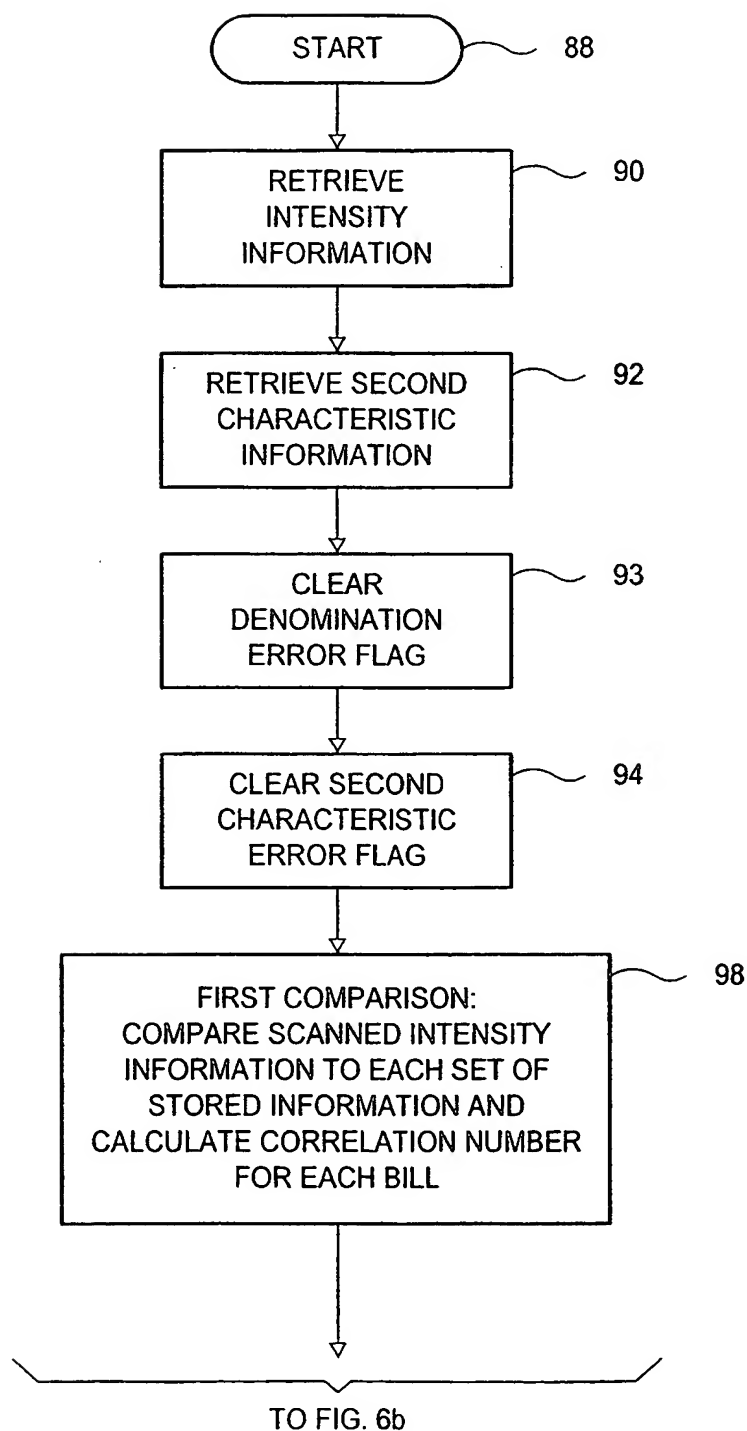 START
88
RETRIEVE
INTENSITY
INFORMATION
90
RETRIEVE SECOND
CHARACTERISTIC
INFORMATION
92
CLEAR
DENOMINATION
ERROR FLAG
93
CLEAR SECOND
CHARACTERISTIC
ERROR FLAG
94
FIRST COMPARISON:
COMPARE SCANNED INTENSITY
INFORMATION TO EACH SET OF
STORED INFORMATION AND
CALCULATE CORRELATION NUMBER
FOR EACH BILL
98
TO FIG. 6b